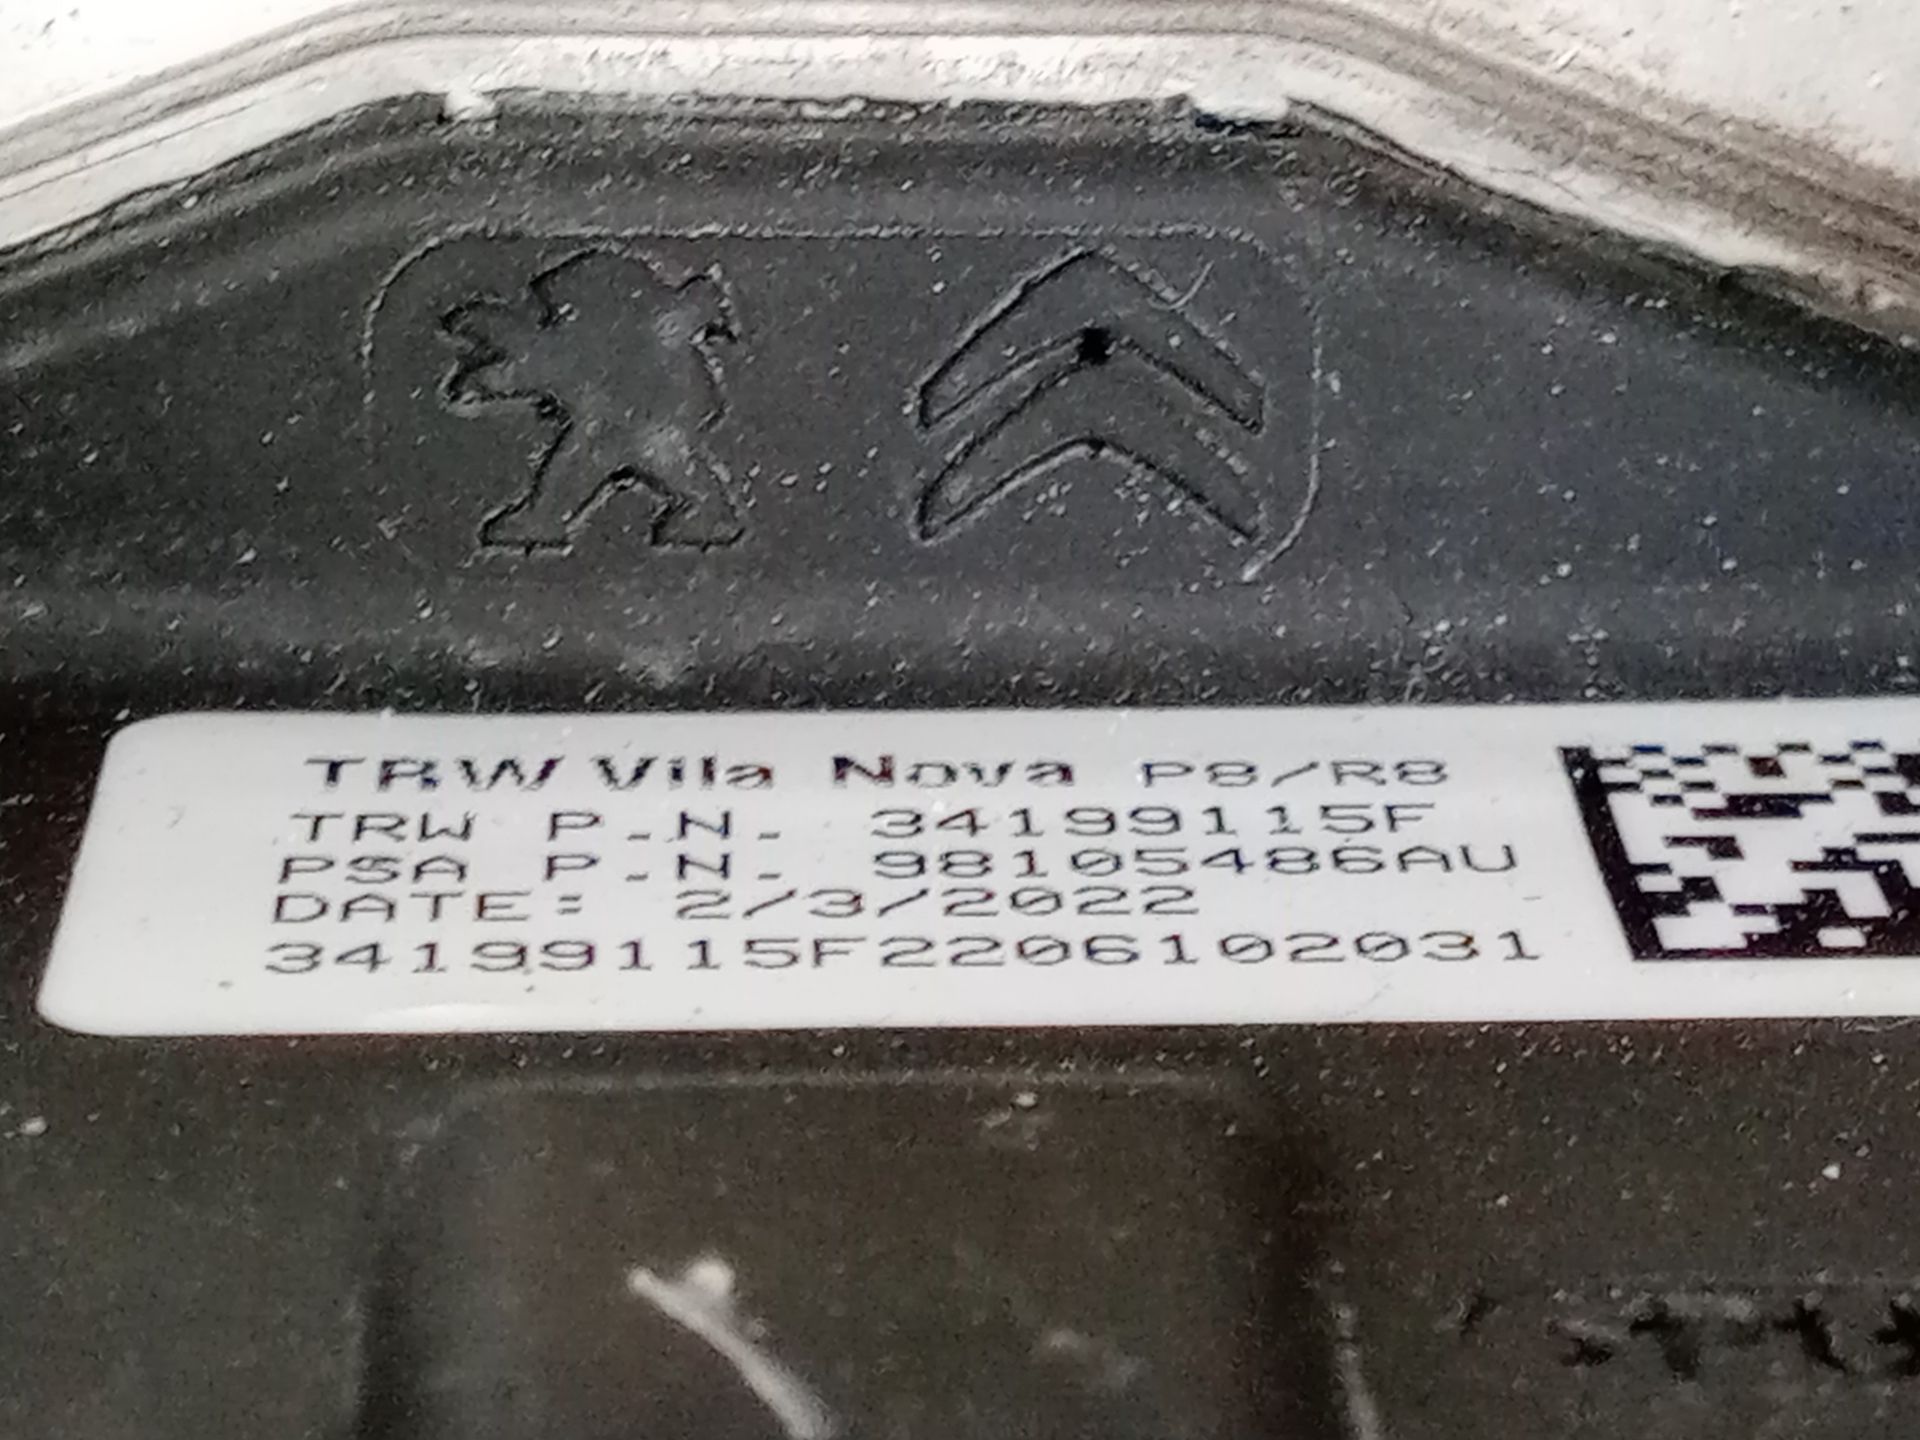 TRW Vila Nova P8/R8
TRW P.N. 34199115F
PSA P.N. 98105486AU
DATE: 2/3/2022
34199115F2206102031